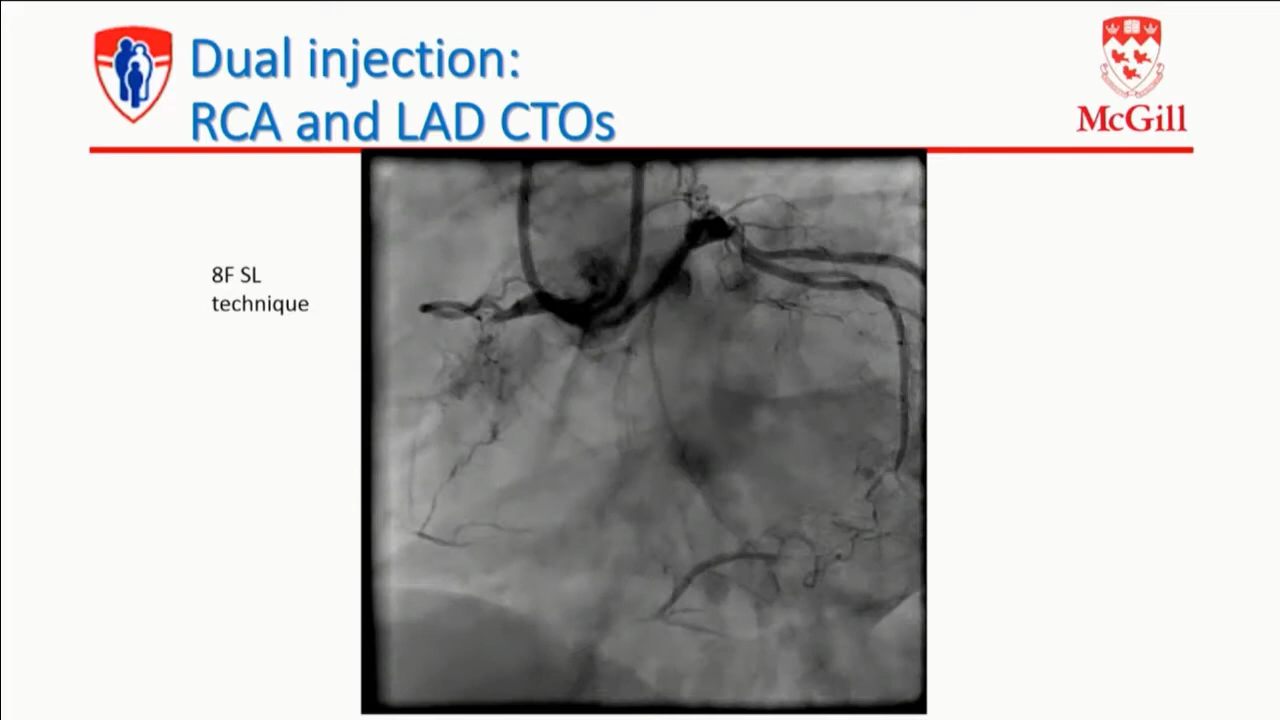 Dual injection:
RCA and LAD CTOs
McGill
8F SL
technique